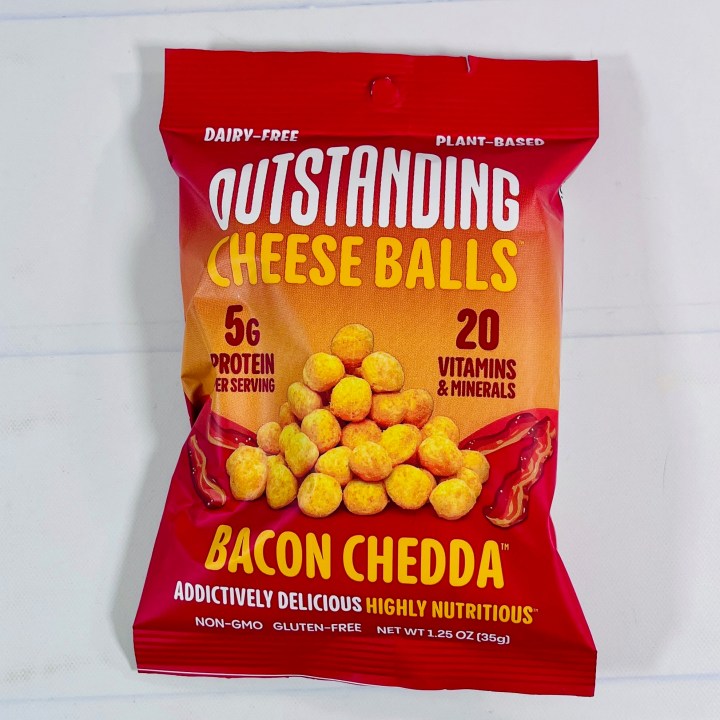 DAIRY-FREE PLANT-BASED
OUTSTANDING
CHEESE BALLS™
5G
PROTEIN
PER SERVING
20
VITAMINS
& MINERALS
BACON CHEDDA™
ADDICTIVELY DELICIOUS HIGHLY NUTRITIOUS™
NON-GMO GLUTEN-FREE NET WT 1.25 OZ (35g)